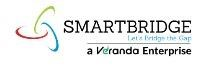 SMARTBRIDGE
Let's Bridge the Gap
a Veranda Enterprise